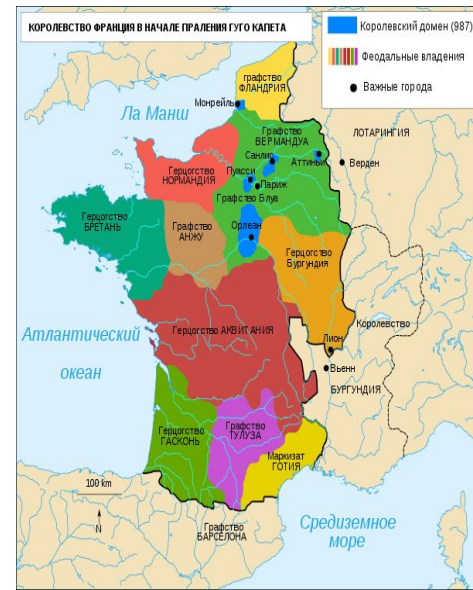 КОРОЛЕВСТВО ФРАНЦИЯ В НАЧАЛЕ ПРАЛЕНИЯ ГУГО КАПЕТА
Королевский домен (987)
Феодальные владения
Важные города
графство
ФЛАНДРИЯ
Монрейль
Ла Манш
Графство
ВЕРМАНДУА
ЛОТАРИНГИЯ
Санлис
Аттиньи
Верден
Пуасси
Париж
Герцогство
НОРМАНДИЯ
Графство Блуа
Герцогство
БРЕТАНЬ
Графство
АНЖУ
Орлеан
Герцогство
Бургундия
Герцогство АКВИТАНИЯ
Королевство
Атлантический
океан
Лион
Вьенн
БУРГУНДИЯ
Герцогство
ГАСКОНЬ
Графство
ТУЛУЗА
Маркизат
ГОТИЯ
100 km
N
Графство
БАРСЕЛОНА
Средиземное
море